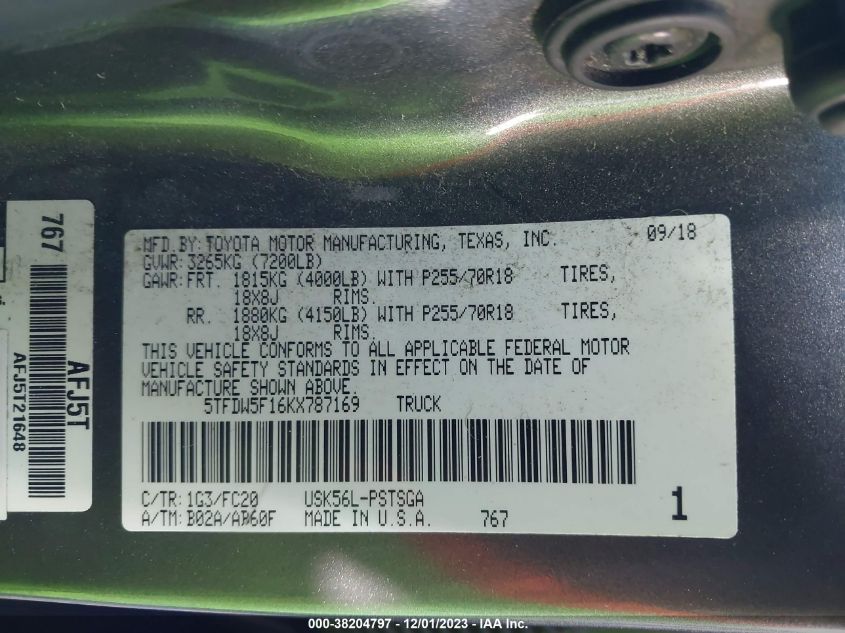 767
AFJ5T
AFJ5T21648
MFD.BY:TOYOTA MOTOR MANUFACTURING, TEXAS, INC. 09/18
GVWR:3265KG (7200LB)
GAWR:FRT. 1815KG (4000LB) WITH P255/70R18 TIRES,
18X8J RIMS.
RR. 1880KG (4150LB) WITH P255/70R18 TIRES,
18X8J RIMS.
THIS VEHICLE CONFORMS TO ALL APPLICABLE FEDERAL MOTOR
VEHICLE SAFETY STANDARDS IN EFFECT ON THE DATE OF
MANUFACTURE SHOWN ABOVE.
5TFDW5F16KX787169 TRUCK
C/TR:1G3/FC20 USK56L-PSTSGA
A/TM:B02A/AB60F MADE IN U.S.A. 767 1
000-38204797 - 12/01/2023 - IAA Inc.